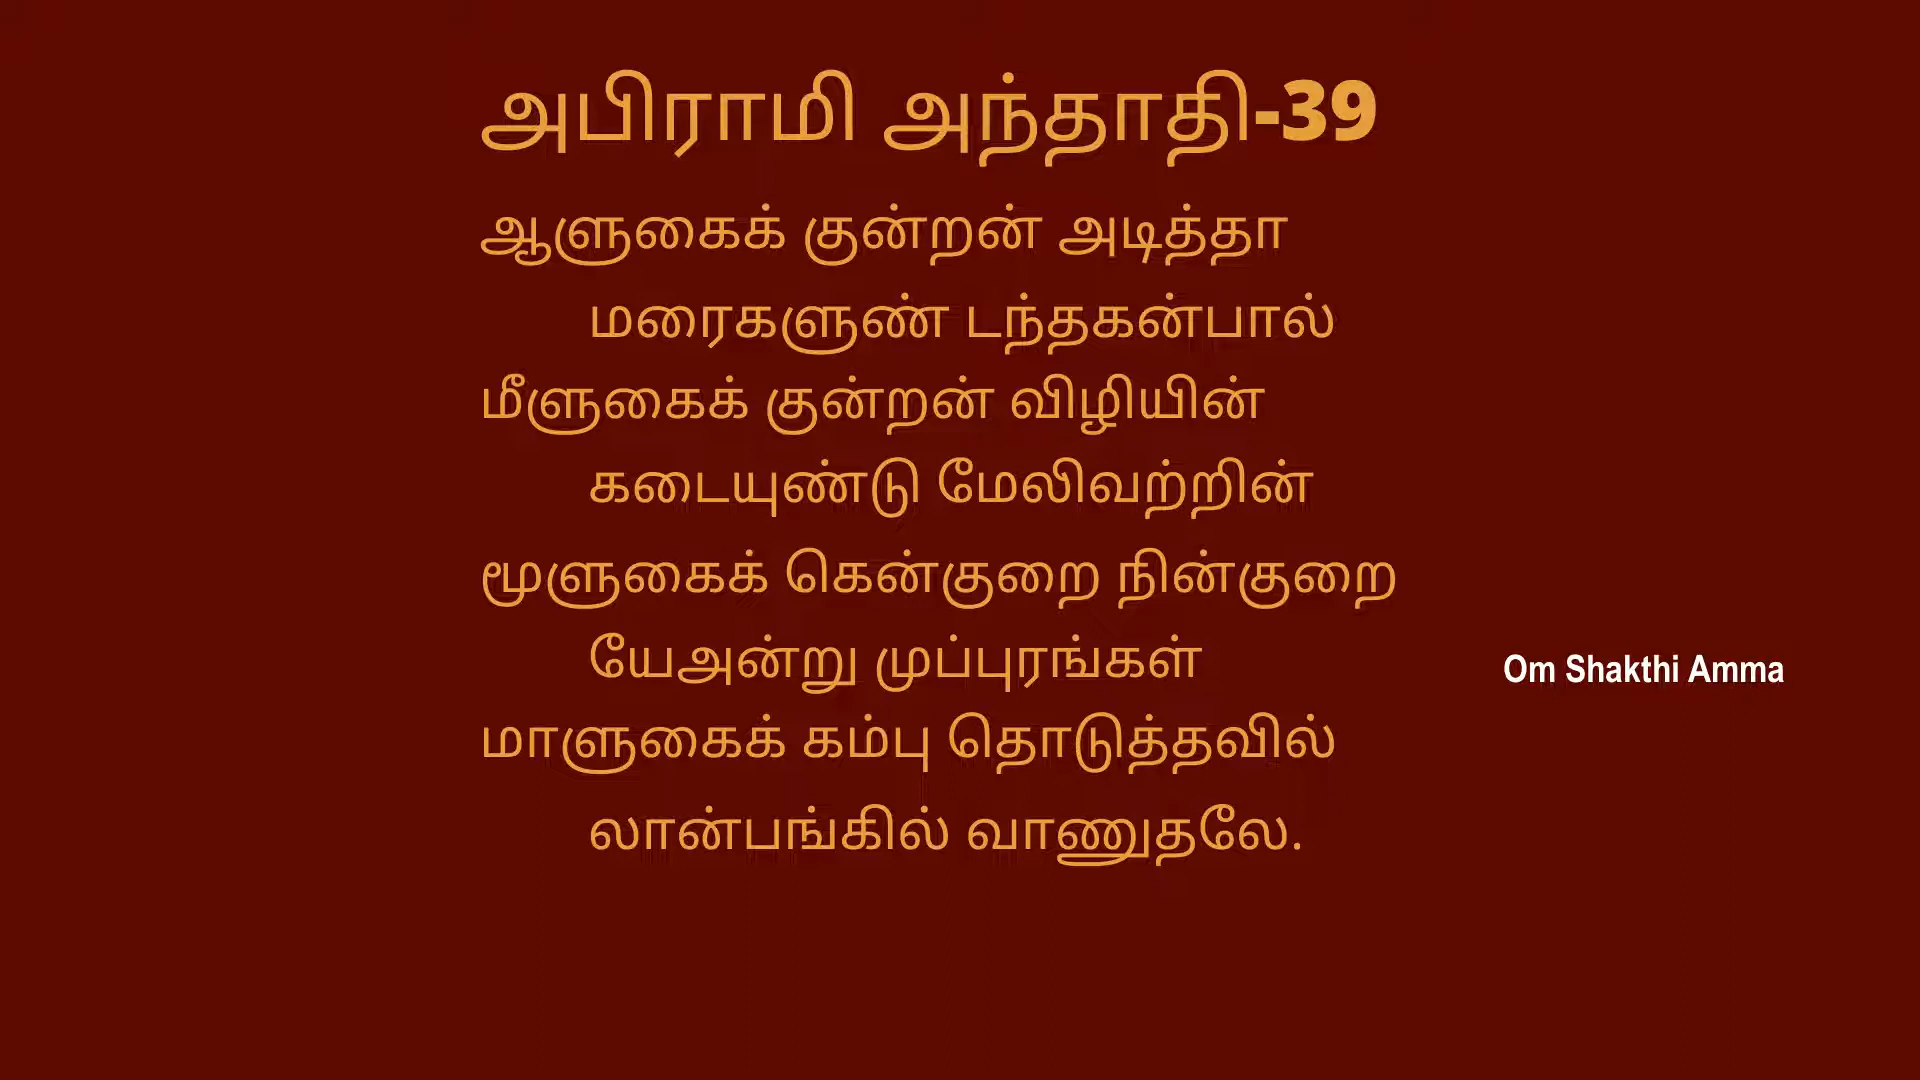 அபிராமி அந்தாதி-39
ஆளுகைக் குன்றன் அடித்தா
மரைகளுண் டந்தகன்பால்
மீளுகைக் குன்றன் விழியின்
கடையுண்டு மேலிவற்றின்
மூளுகைக் கென்குறை நின்குறை
யேஅன்று முப்புரங்கள்
Om Shakthi Amma
மாளுகைக் கம்பு தொடுத்தவில்
லான்பங்கில் வாணுதலே.